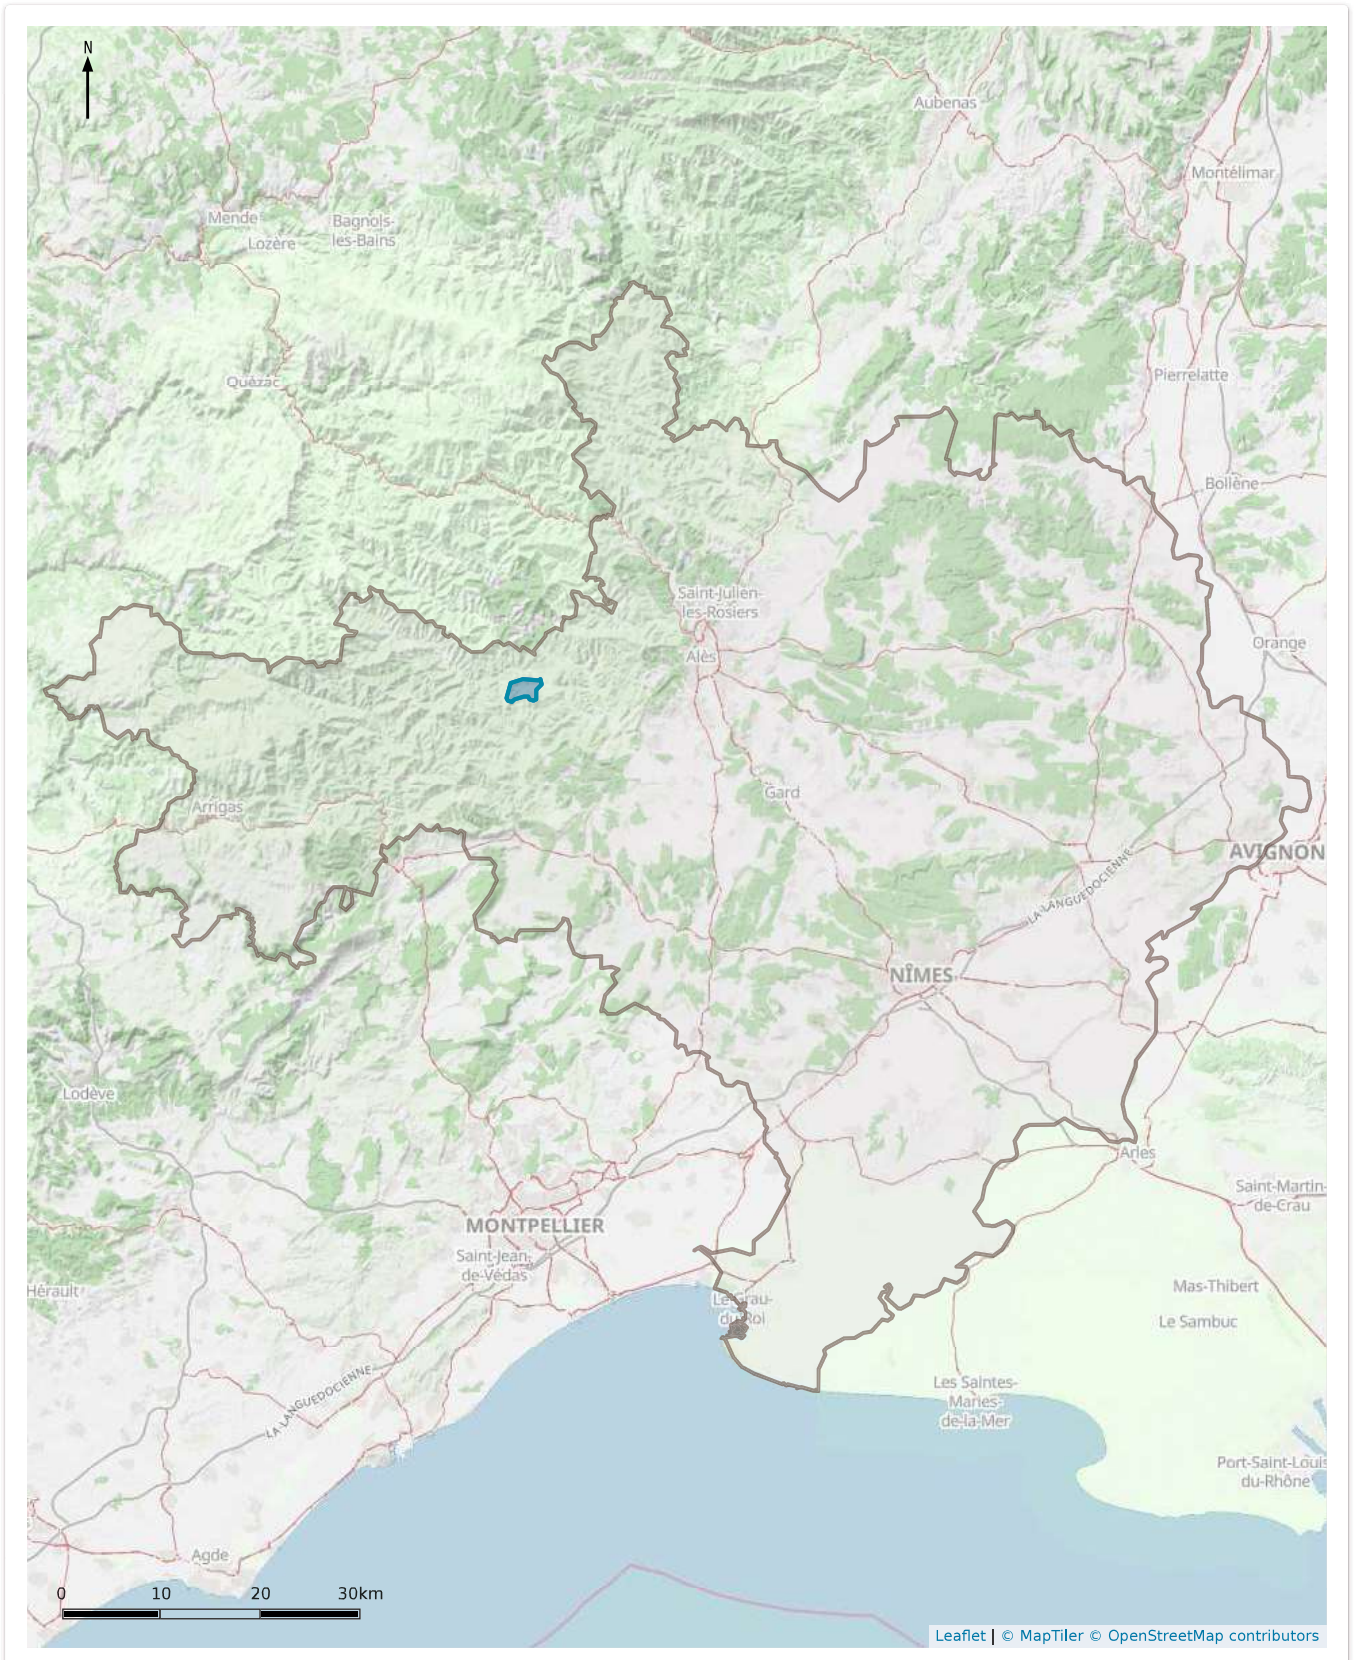 N
Aubenas
Montélimar
Mende
Lozère
Bagnols-
les-Bains
Quézac
Pierrelatte
Bollène
Saint-Julien-
les-Rosiers
Orange
Alès
Arrigas
Gard
AVIGNON
LA LANGUEDOCIENNE
NÎMES
Lodève
Arles
Saint-Martin-
de-Crau
MONTPELLIER
Saint-Jean-
de-Védas
Hérault
Mas-Thibert
Le Grau-
du-Roi
Le Sambuc
LA LANGUEDOCIENNE
Les Saintes-
Maries-
de-la-Mer
Port-Saint-Louis
du-Rhône
Agde
0 10 20 30km
Leaflet | © MapTiler © OpenStreetMap contributors